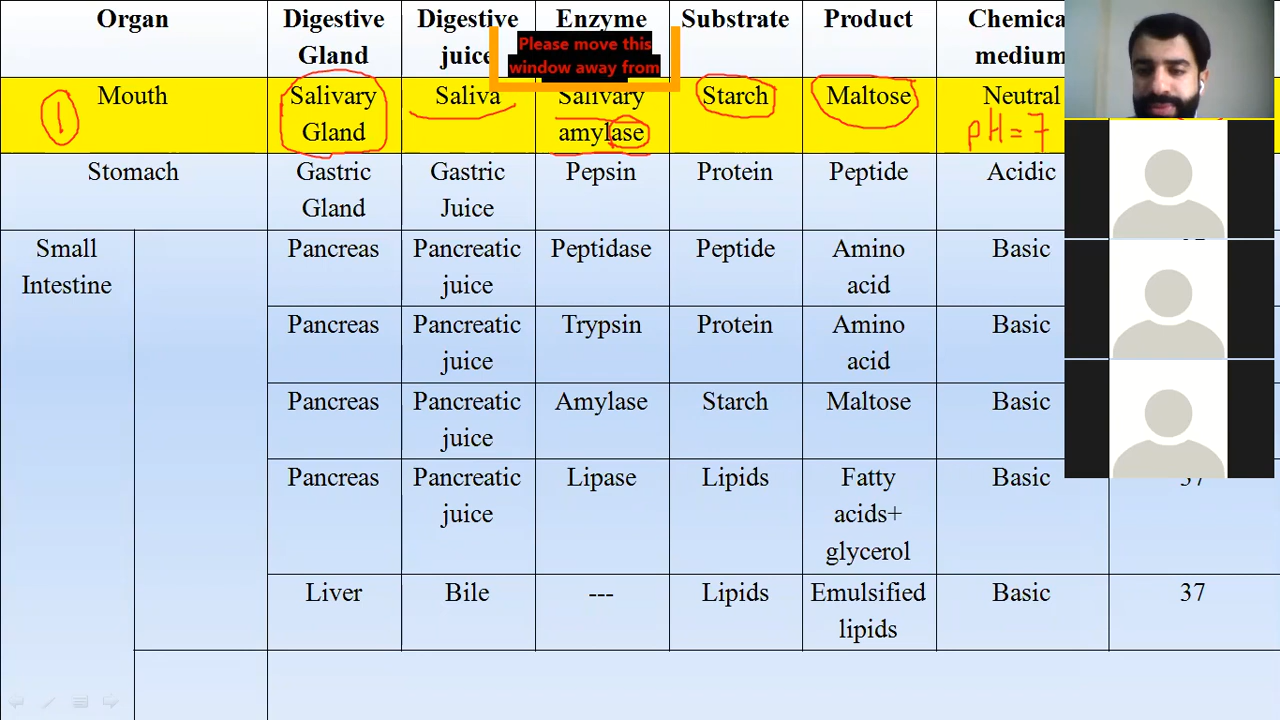 Organ Digestive Gland Digestive juice Enzyme Substrate Product medium
Please move this
window away from
1 Mouth Salivary Gland Saliva Salivary amylase Starch Maltose Neutral pH = 7
Stomach Gastric Gland Gastric Juice Pepsin Protein Peptide Acidic
Small Intestine Pancreas Pancreatic juice Peptidase Peptide Amino acid Basic
Pancreas Pancreatic juice Trypsin Protein Amino acid Basic
Pancreas Pancreatic juice Amylase Starch Maltose Basic
Pancreas Pancreatic juice Lipase Lipids Fatty acids+ glycerol Basic
Liver Bile --- Lipids Emulsified lipids Basic 37